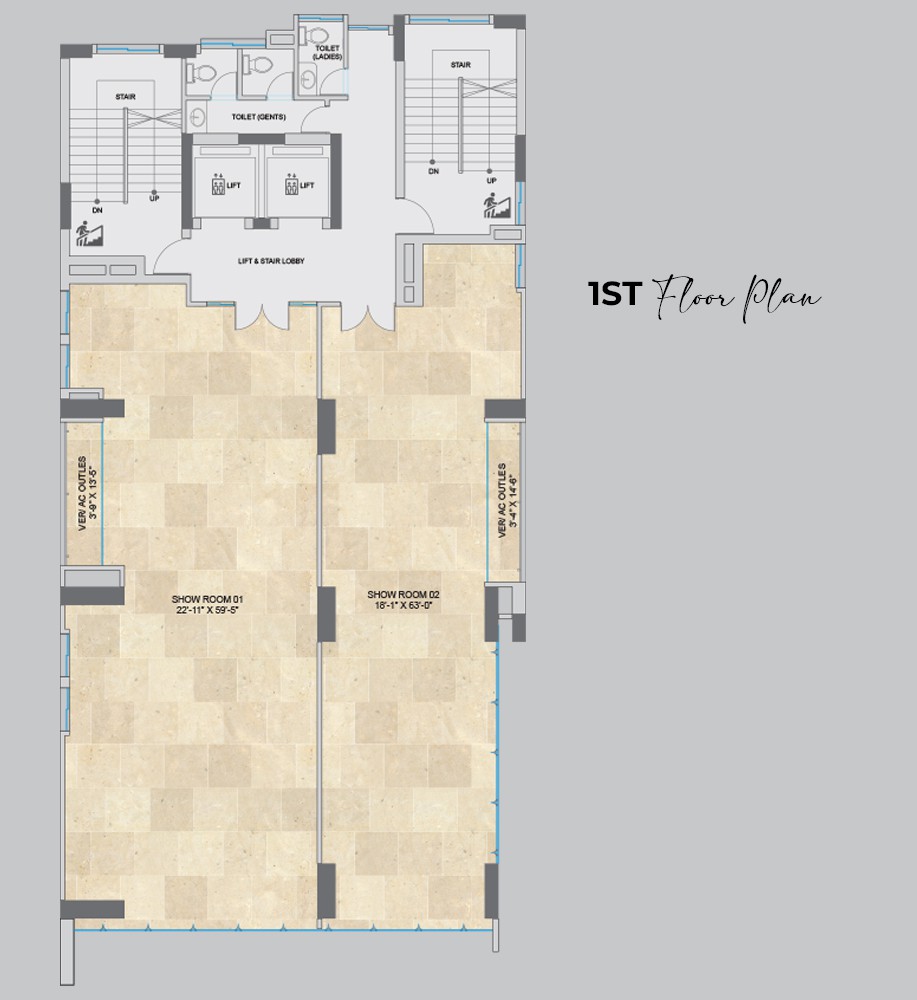 TOILET
(LADIES)
STAIR
STAIR
TOILET (GENTS)
DN
UP
LIFT
LIFT
DN
UP
LIFT & STAIR LOBBY
1ST Floor Plan
VER/ AC OUTLES
3'-9" X 13'-5"
VER/ AC OUTLES
3'-4" X 14'-6"
SHOW ROOM 01
22'-11" X 59'-5"
SHOW ROOM 02
18'-1" X 63'-0"